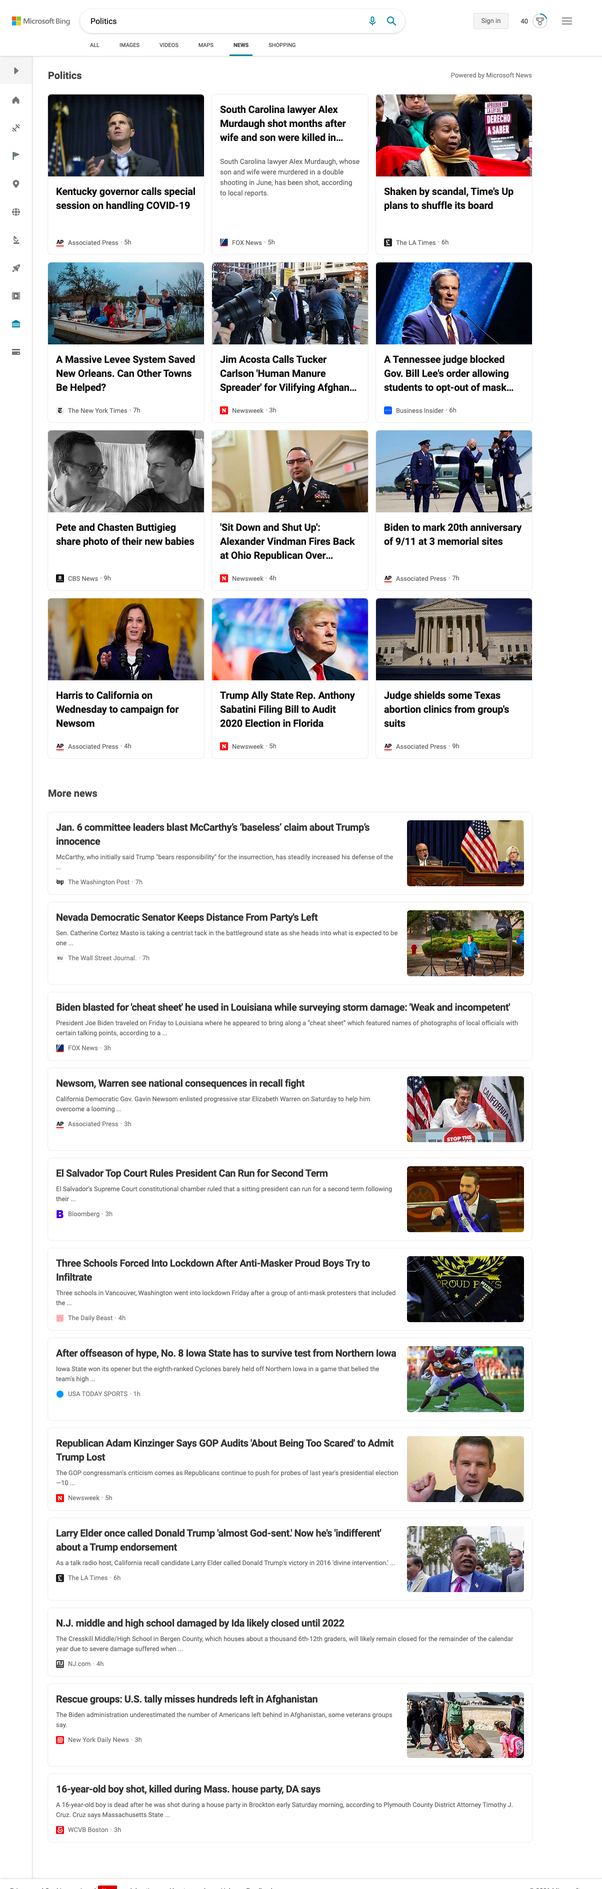 Microsoft Bing
Politics
Sign in
40
ALL
IMAGES
VIDEOS
MAPS
NEWS
SHOPPING
Politics
Powered by Microsoft News
Kentucky governor calls special
session on handling COVID-19
AP Associated Press · 5h
South Carolina lawyer Alex
Murdaugh shot months after
wife and son were killed in...
South Carolina lawyer Alex Murdaugh, whose
son and wife were murdered in a double
shooting in June, has been shot, according
to local reports.
FOX News · 5h
DERECHO
A SABER
Shaken by scandal, Time's Up
plans to shuffle its board
The LA Times · 6h
A Massive Levee System Saved
New Orleans. Can Other Towns
Be Helped?
The New York Times · 7h
Jim Acosta Calls Tucker
Carlson 'Human Manure
Spreader' for Vilifying Afghan...
N Newsweek · 3h
A Tennessee judge blocked
Gov. Bill Lee's order allowing
students to opt-out of mask...
Business Insider · 6h
Pete and Chasten Buttigieg
share photo of their new babies
CBS News · 9h
'Sit Down and Shut Up':
Alexander Vindman Fires Back
at Ohio Republican Over...
N Newsweek · 4h
Biden to mark 20th anniversary
of 9/11 at 3 memorial sites
AP Associated Press · 7h
Harris to California on
Wednesday to campaign for
Newsom
AP Associated Press · 4h
Trump Ally State Rep. Anthony
Sabatini Filing Bill to Audit
2020 Election in Florida
N Newsweek · 5h
Judge shields some Texas
abortion clinics from group's
suits
AP Associated Press · 9h
More news
Jan. 6 committee leaders blast McCarthy's 'baseless' claim about Trump's
innocence
McCarthy, who initially said Trump "bears responsibility" for the insurrection, has steadily increased his defense of the
...
wp The Washington Post · 7h
Nevada Democratic Senator Keeps Distance From Party's Left
Sen. Catherine Cortez Masto is taking a centrist tack in the battleground state as she heads into what is expected to be
one ...
WSJ The Wall Street Journal. · 7h
Biden blasted for 'cheat sheet' he used in Louisiana while surveying storm damage: 'Weak and incompetent'
President Joe Biden traveled on Friday to Louisiana where he appeared to bring along a "cheat sheet" which featured names of photographs of local officials with
certain talking points, according to a ...
FOX News · 3h
Newsom, Warren see national consequences in recall fight
California Democratic Gov. Gavin Newsom enlisted progressive star Elizabeth Warren on Saturday to help him
overcome a looming ...
AP Associated Press · 3h
CALIFORNIA
STOP THE
El Salvador Top Court Rules President Can Run for Second Term
El Salvador's Supreme Court constitutional chamber ruled that a sitting president can run for a second term following
their ...
B Bloomberg · 3h
Three Schools Forced Into Lockdown After Anti-Masker Proud Boys Try to
Infiltrate
Three schools in Vancouver, Washington went into lockdown Friday after a group of anti-mask protesters that included
the ...
The Daily Beast · 4h
After offseason of hype, No. 8 Iowa State has to survive test from Northern Iowa
Iowa State won its opener but the eighth-ranked Cyclones barely held off Northern Iowa in a game that belied the
team's high ...
USA TODAY SPORTS · 1h
Republican Adam Kinzinger Says GOP Audits 'About Being Too Scared' to Admit
Trump Lost
The GOP congressman's criticism comes as Republicans continue to push for probes of last year's presidential election
—10 ...
N Newsweek · 5h
Larry Elder once called Donald Trump 'almost God-sent.' Now he's 'indifferent'
about a Trump endorsement
As a talk radio host, California recall candidate Larry Elder called Donald Trump's victory in 2016 'divine intervention.' ...
The LA Times · 6h
N.J. middle and high school damaged by Ida likely closed until 2022
The Cresskill Middle/High School in Bergen County, which houses about a thousand 6th-12th graders, will likely remain closed for the remainder of the calendar
year due to severe damage suffered when ...
NJ.com · 4h
Rescue groups: U.S. tally misses hundreds left in Afghanistan
The Biden administration underestimated the number of Americans left behind in Afghanistan, some veterans groups
say.
New York Daily News · 3h
16-year-old boy shot, killed during Mass. house party, DA says
A 16-year-old boy is dead after he was shot during a house party in Brockton early Saturday morning, according to Plymouth County District Attorney Timothy J.
Cruz. Cruz says Massachusetts State ...
WCVB Boston · 3h